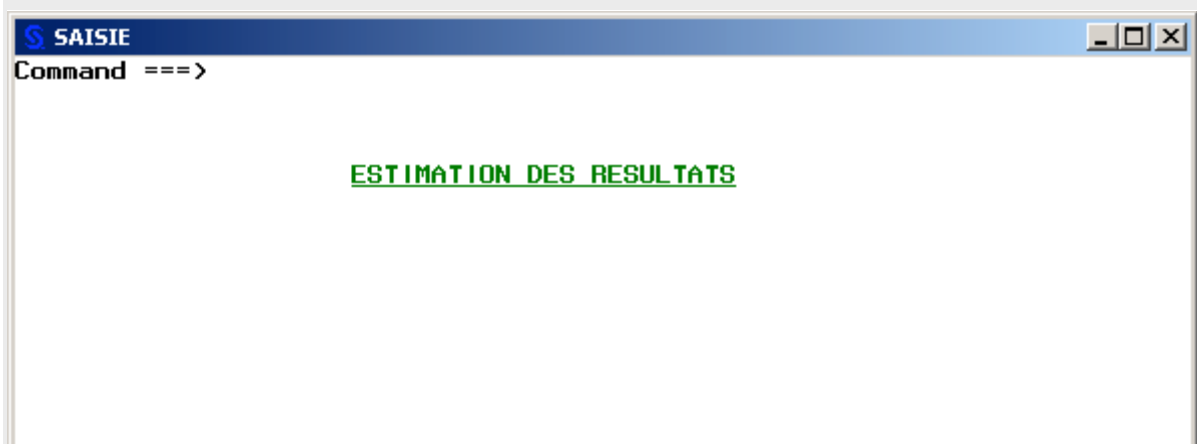 SAISIE
Command ===>
ESTIMATION DES RESULTATS